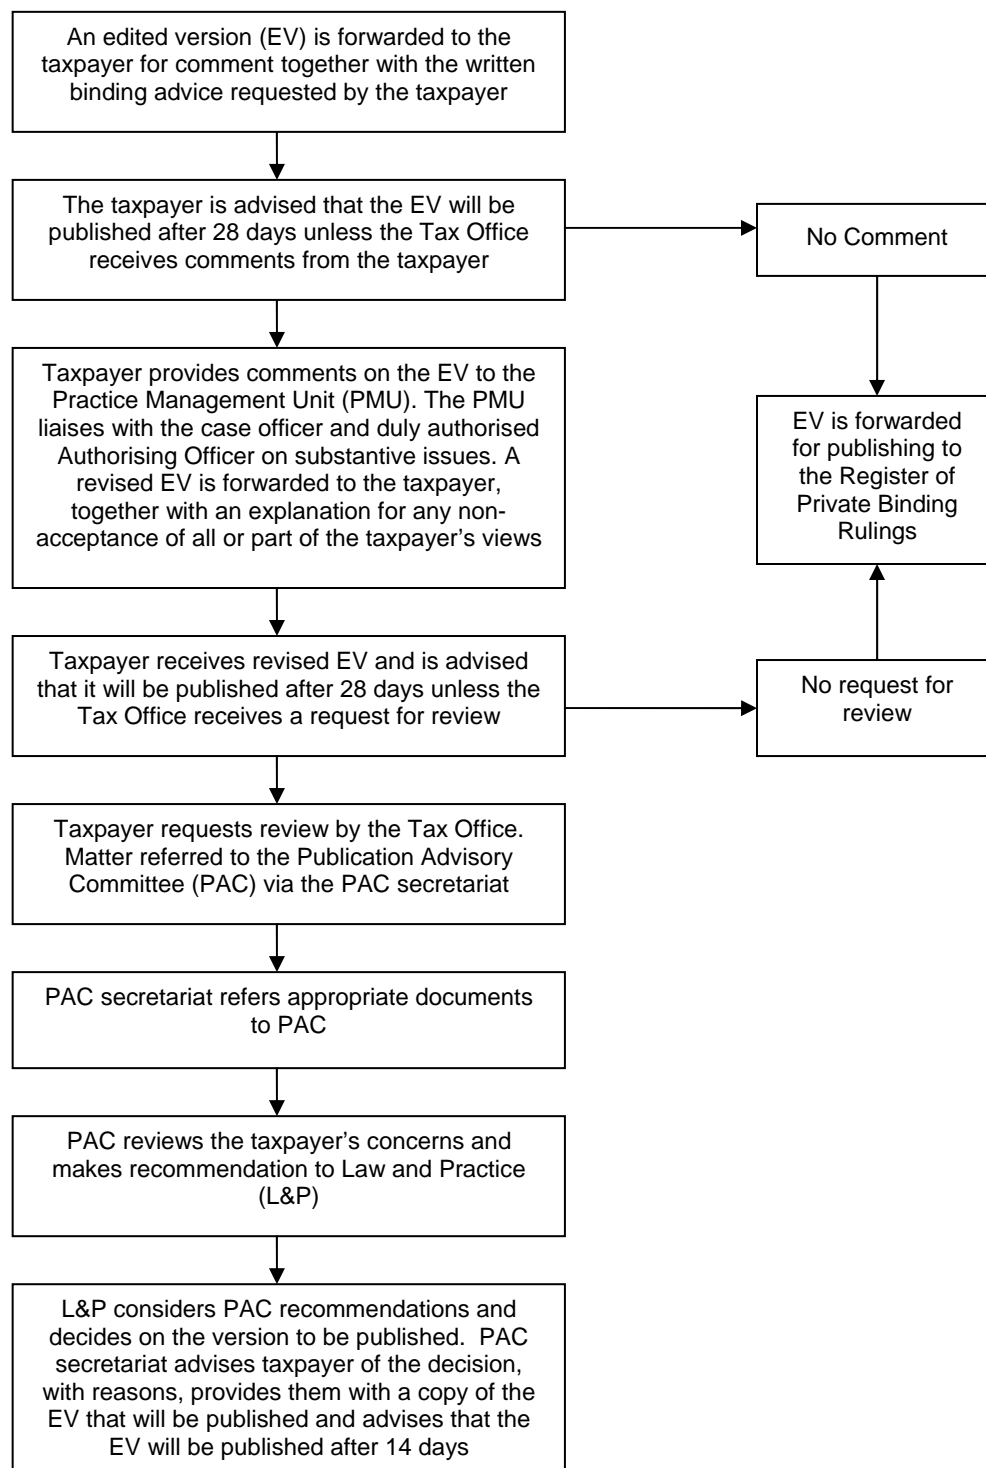 An edited version (EV) is forwarded to the
taxpayer for comment together with the written
binding advice requested by the taxpayer
The taxpayer is advised that the EV will be
published after 28 days unless the Tax Office
receives comments from the taxpayer
No Comment
Taxpayer provides comments on the EV to the
Practice Management Unit (PMU). The PMU
liaises with the case officer and duly authorised
Authorising Officer on substantive issues. A
revised EV is forwarded to the taxpayer,
together with an explanation for any non-
acceptance of all or part of the taxpayer's views
EV is forwarded
for publishing to
the Register of
Private Binding
Rulings
Taxpayer receives revised EV and is advised
that it will be published after 28 days unless the
Tax Office receives a request for review
No request for
review
Taxpayer requests review by the Tax Office.
Matter referred to the Publication Advisory
Committee (PAC) via the PAC secretariat
PAC secretariat refers appropriate documents
to PAC
PAC reviews the taxpayer's concerns and
makes recommendation to Law and Practice
(L&P)
L&P considers PAC recommendations and
decides on the version to be published.  PAC
secretariat advises taxpayer of the decision,
with reasons, provides them with a copy of the
EV that will be published and advises that the
EV will be published after 14 days